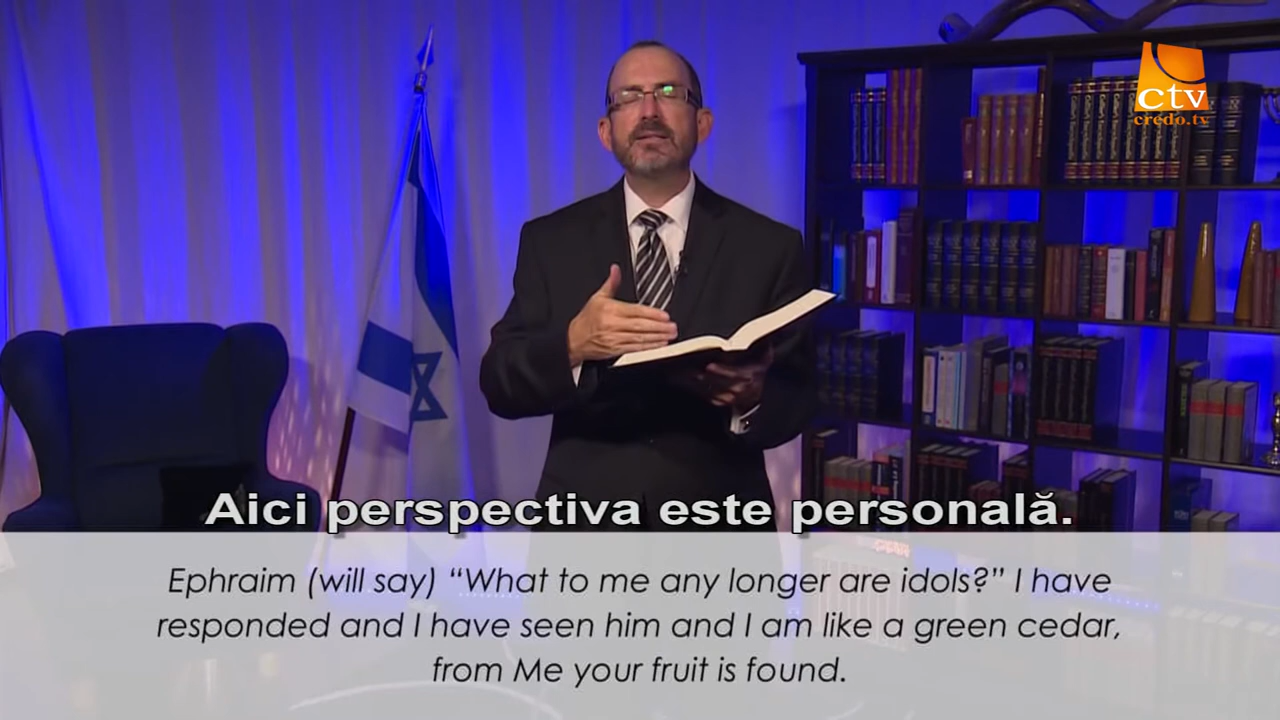 ctv
credo.tv
Aici perspectiva este personală.
Ephraim (will say) “What to me any longer are idols?” I have
responded and I have seen him and I am like a green cedar,
from Me your fruit is found.